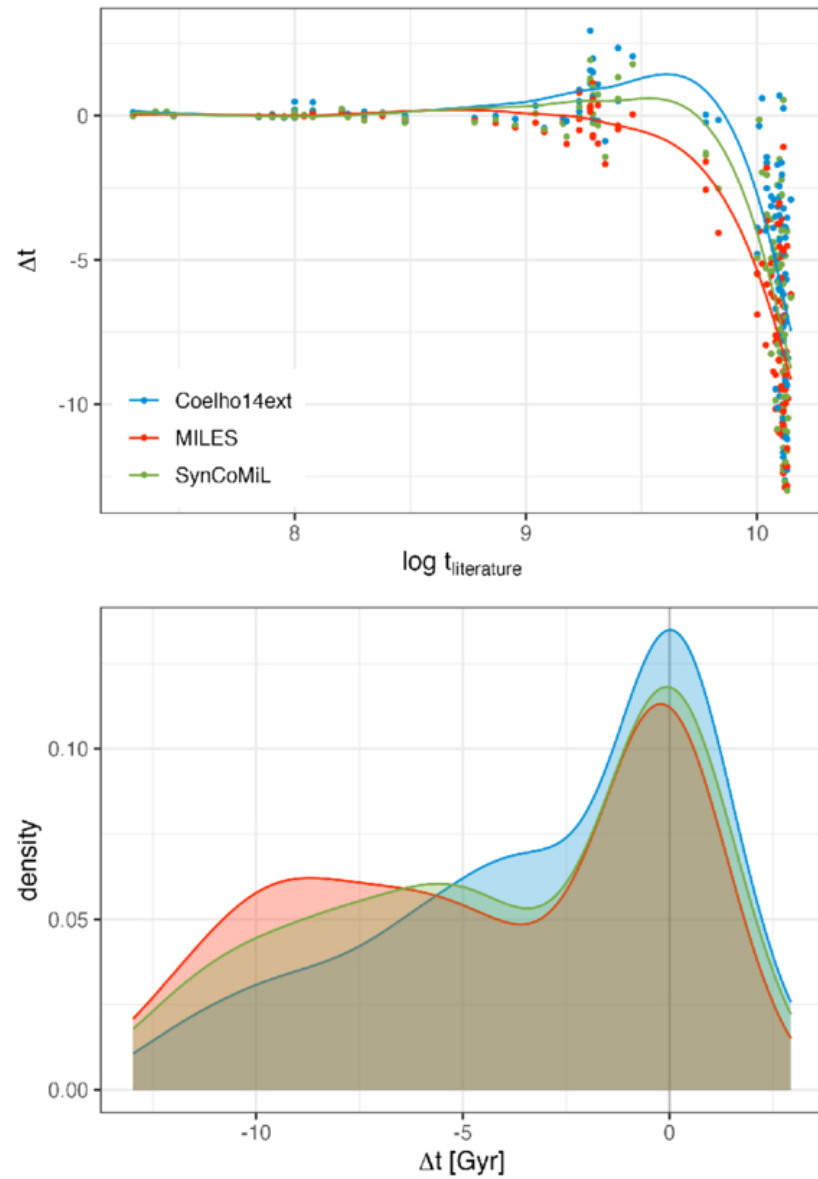 0
-5
-10
Δt
Coelho14ext
MILES
SynCoMiL
8 9 10
log t_literature
0.10
0.05
0.00
density
-10 -5 0
Δt [Gyr]